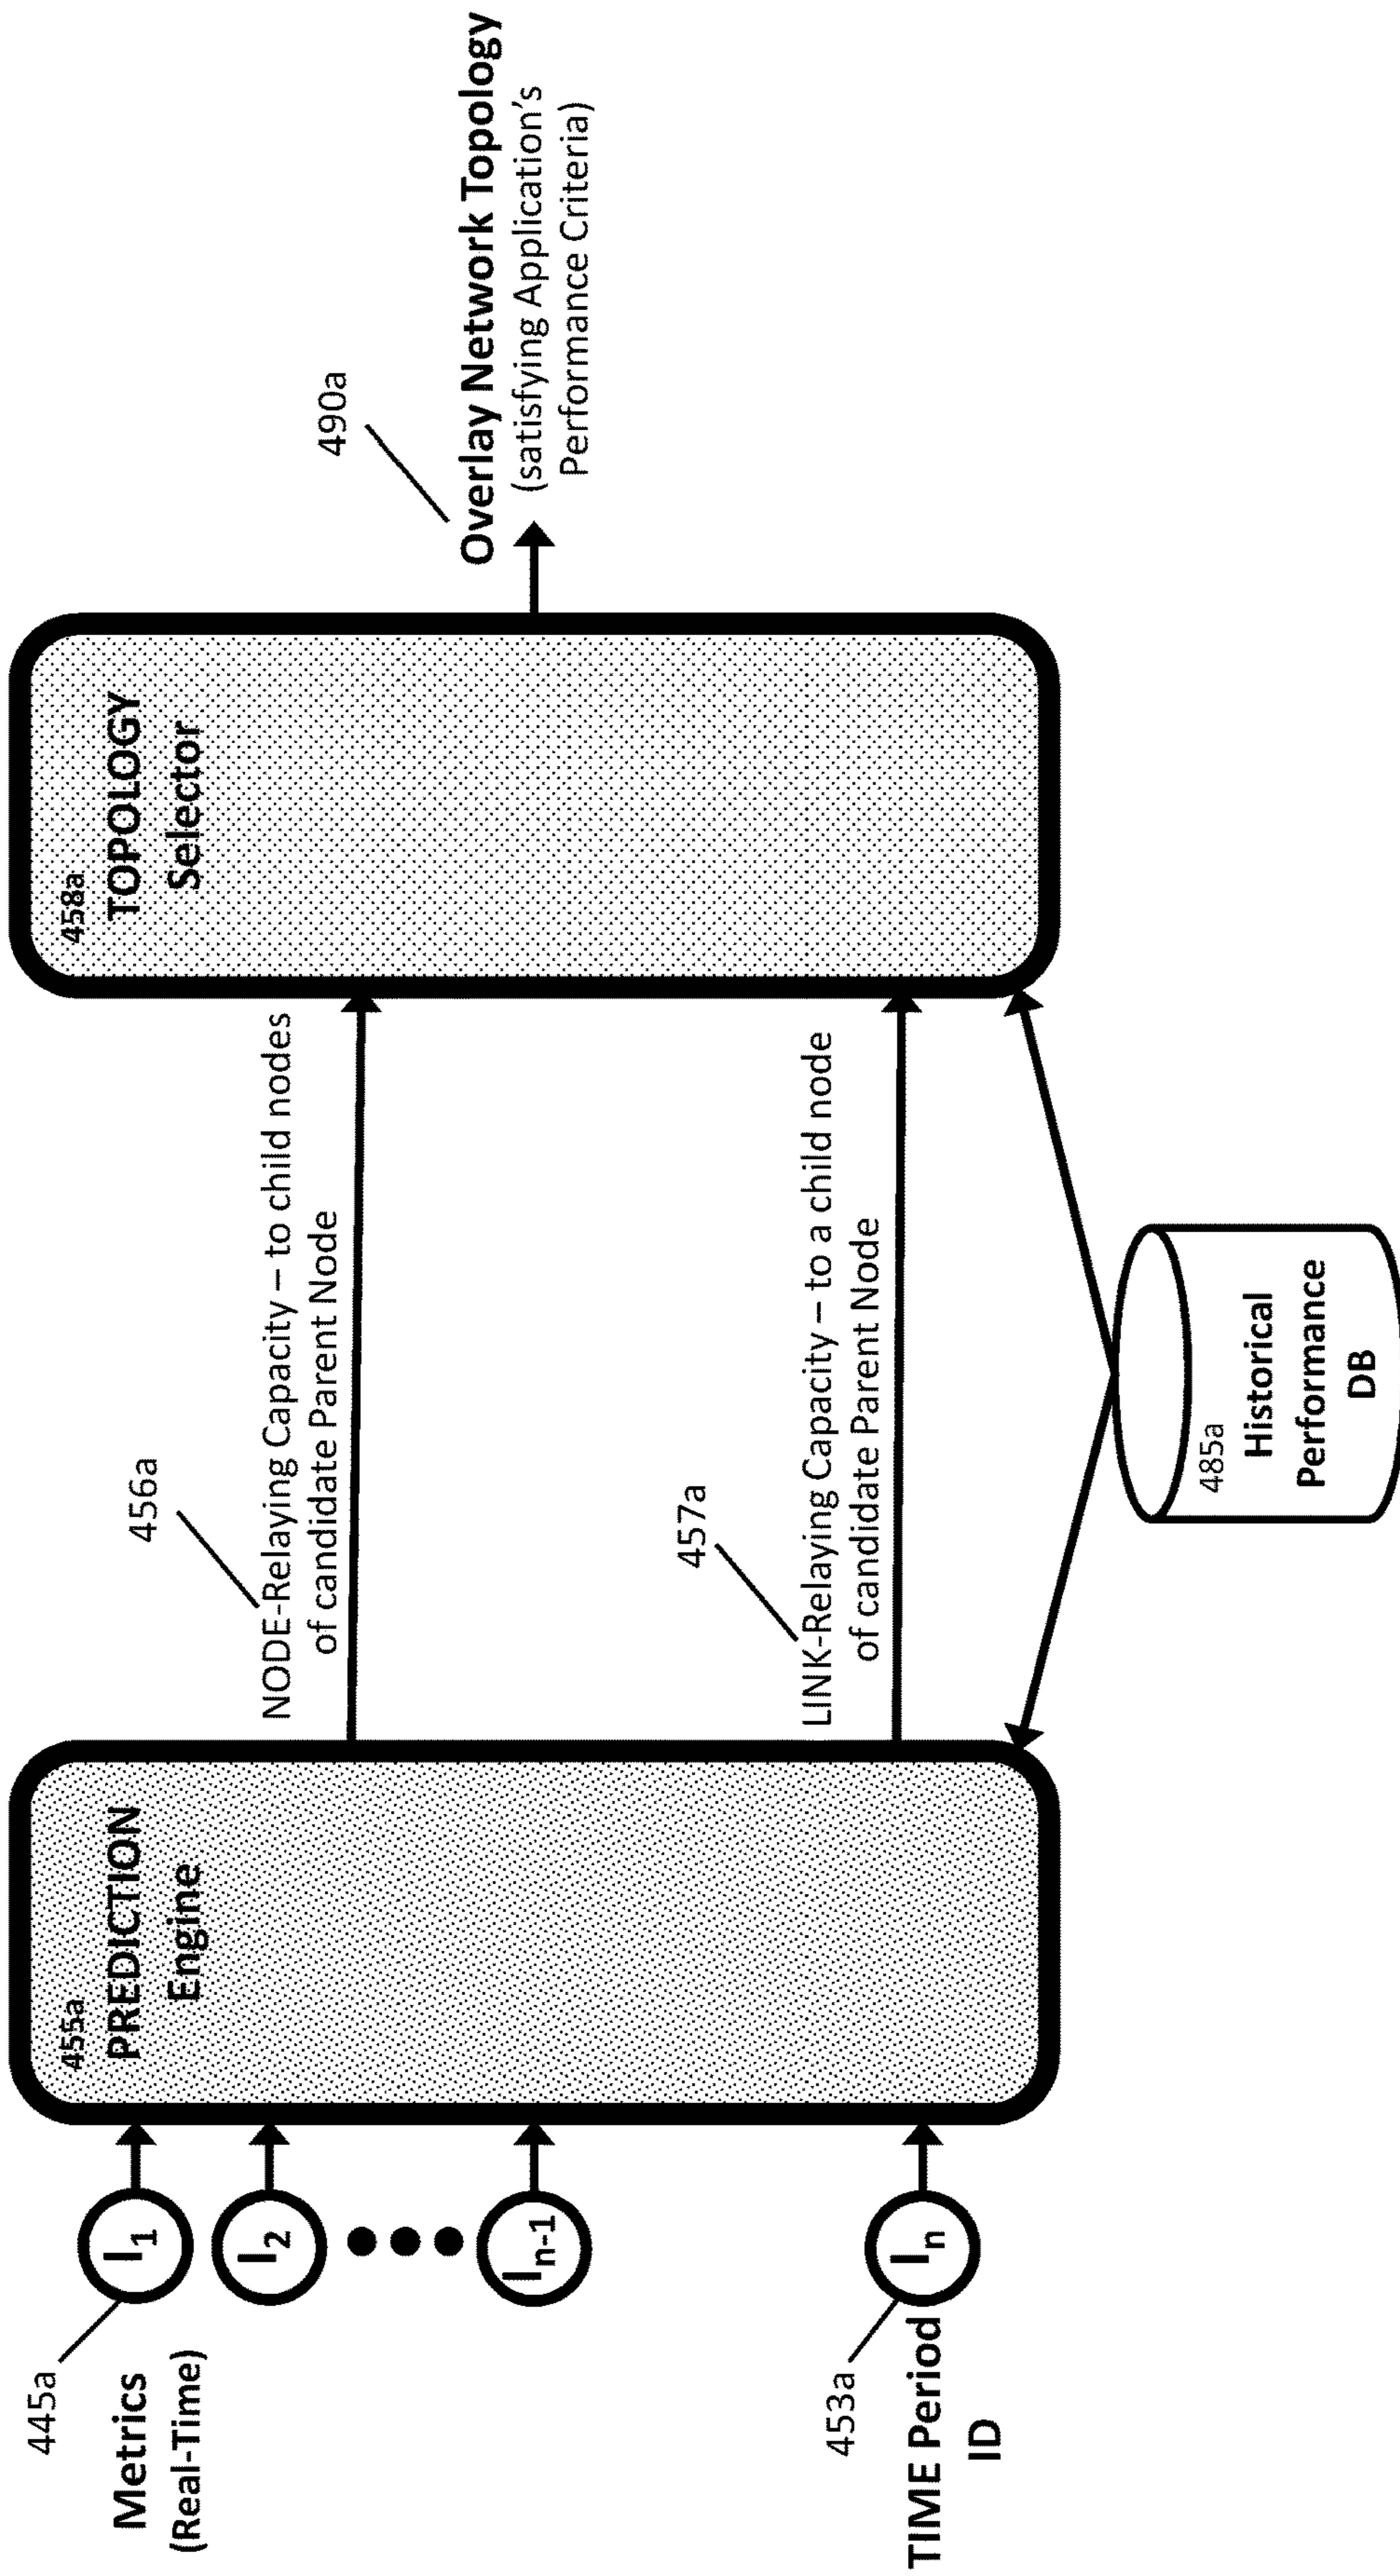 445a
Metrics
(Real-Time)
I1
I2
In-1
453a
TIME Period
ID
In
455a
PREDICTION
Engine
456a
NODE-Relaying Capacity – to child nodes
of candidate Parent Node
457a
LINK-Relaying Capacity – to a child node
of candidate Parent Node
485a
Historical
Performance
DB
458a
TOPOLOGY
Selector
490a
Overlay Network Topology
(satisfying Application's
Performance Criteria)